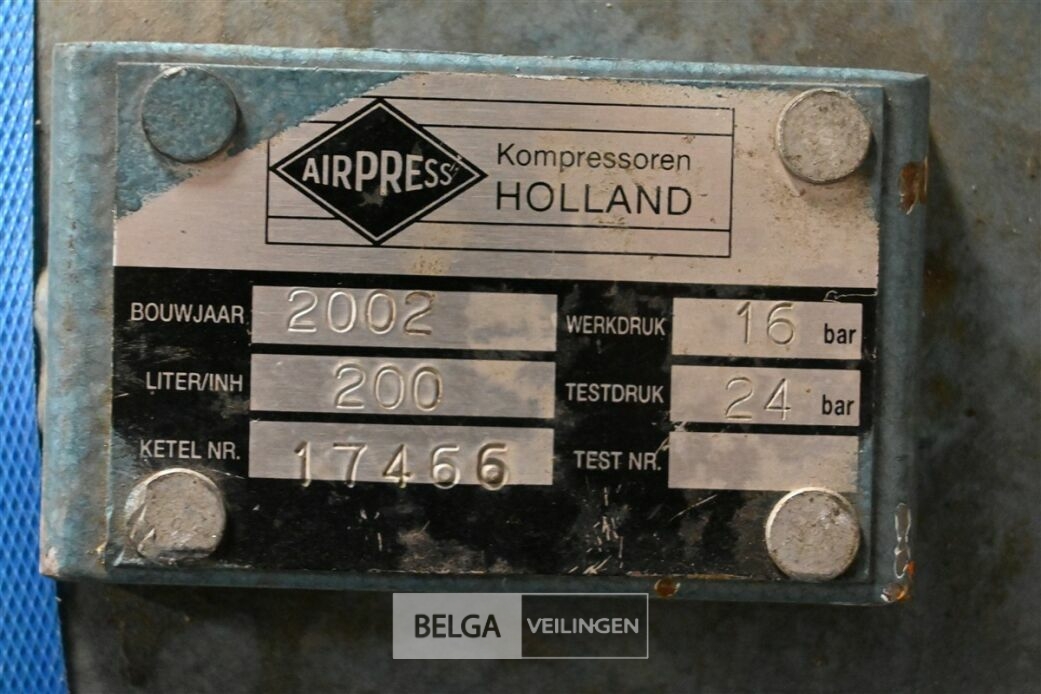 AIRPRESS
Kompressoren
HOLLAND
BOUWJAAR 2002 WERKDRUK 16 bar
LITER/INH 200 TESTDRUK 24 bar
KETEL NR. 17466 TEST NR.
BELGA VEILINGEN